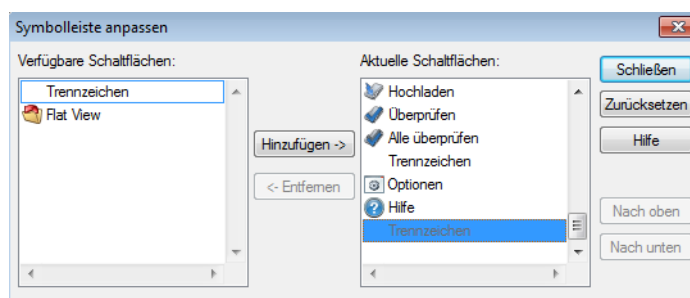 Symbolleiste anpassen
Verfügbare Schaltflächen:
Trennzeichen
Flat View
Hinzufügen ->
<- Entfernen
Aktuelle Schaltflächen:
Hochladen
Überprüfen
Alle überprüfen
Trennzeichen
Optionen
Hilfe
Trennzeichen
Schließen
Zurücksetzen
Hilfe
Nach oben
Nach unten